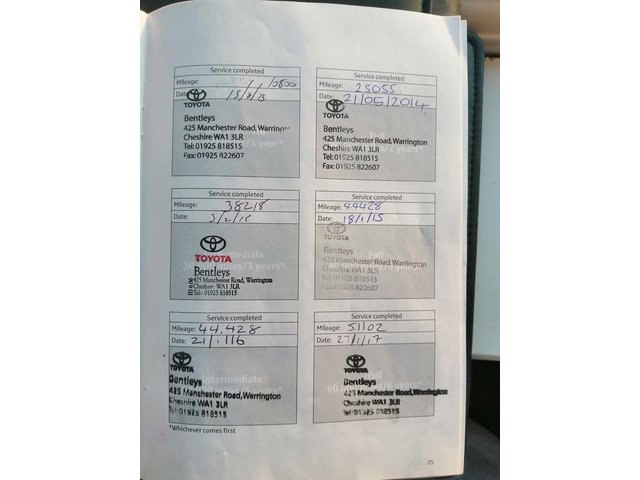 Service completed
Mileage: 10800
Date: 15/8/13
TOYOTA
Bentleys
425 Manchester Road, Warrington
Cheshire WA1 3LR
Tel: 01925 818515
Fax: 01925 822607
Service completed
Mileage: 25055
Date: 21/05/2014
TOYOTA
Bentleys
425 Manchester Road, Warrington
Cheshire WA1 3LR
Tel: 01925 818515
Fax: 01925 822607
Service completed
Mileage: 38218
Date: 3/2/15
TOYOTA
Bentleys
425 Manchester Road, Warrington
Cheshire WA1 3LR
Tel:- 01925 818515
Service completed
Mileage: 44428
Date: 18/1/15
TOYOTA
Bentleys
425 Manchester Road, Warrington
Cheshire WA1 3LR
Tel: 01925 818515
Fax: 01925 822607
Service completed
Mileage: 44.428
Date: 21/1/16
TOYOTA
Intermediate
Bentleys
425 Manchester Road, Warrington
Cheshire WA1 3LR
Tel: 01925 818515
Service completed
Mileage: 51102
Date: 27/1/17
TOYOTA
Full
Bentleys
425 Manchester Road, Warrington
Cheshire WA1 3LR
Tel: 01925 818515
*Whichever comes first
25